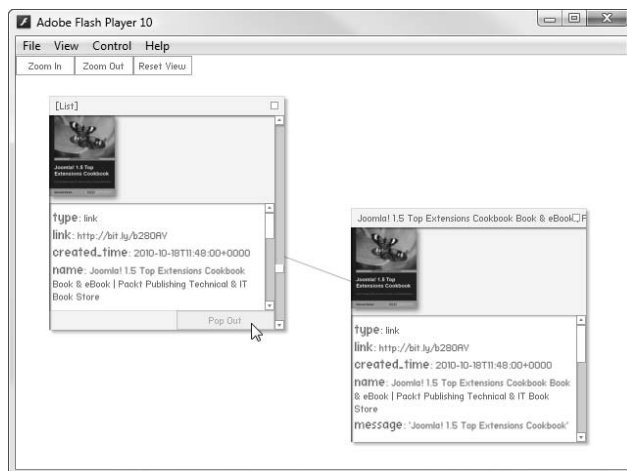 Adobe Flash Player 10
File View Control Help
Zoom In Zoom Out Reset View
[List]
Joomla! 1.5 Top
Extensions Cookbook
type: link
link: http://bit.ly/b280AY
created_time: 2010-10-18T11:48:00+0000
name: Joomla! 1.5 Top Extensions Cookbook
Book & eBook | Packt Publishing Technical & IT
Book Store
Pop Out
Joomla! 1.5 Top Extensions Cookbook Book & eBook
Joomla! 1.5 Top
Extensions Cookbook
type: link
link: http://bit.ly/b280AY
created_time: 2010-10-18T11:48:00+0000
name: Joomla! 1.5 Top Extensions Cookbook Book
& eBook | Packt Publishing Technical & IT Book
Store
message: 'Joomla! 1.5 Top Extensions Cookbook'